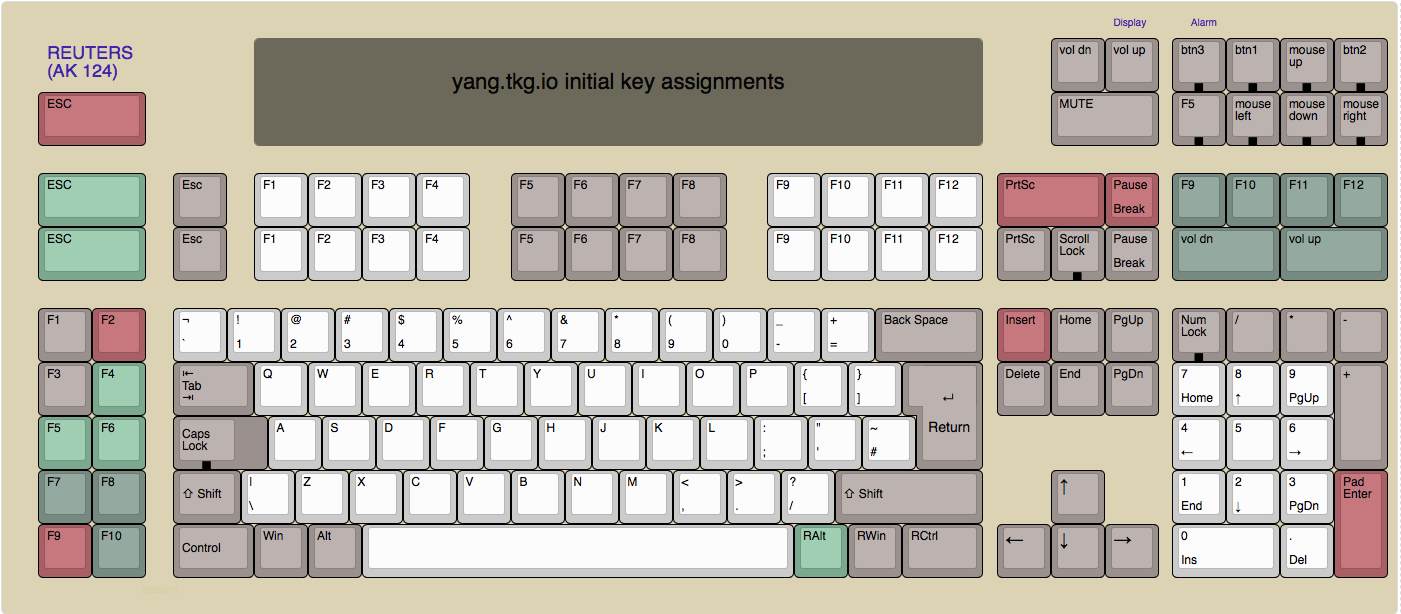 Display Alarm
REUTERS
(AK 124)
yang.tkg.io initial key assignments
vol dn vol up btn3 btn1 mouse up btn2
ESC MUTE F5 mouse left mouse down mouse right
ESC Esc F1 F2 F3 F4 F5 F6 F7 F8 F9 F10 F11 F12 PrtSc Pause Break F9 F10 F11 F12
ESC Esc F1 F2 F3 F4 F5 F6 F7 F8 F9 F10 F11 F12 PrtSc Scroll Lock Pause Break vol dn vol up
F1 F2 ¬ ` ! 1 @ 2 # 3 $ 4 % 5 ^ 6 & 7 * 8 ( 9 ) 0 _ - + = Back Space Insert Home PgUp Num Lock / * -
F3 F4 ⇤ Tab ⇥ Q W E R T Y U I O P { [ } ] ↵ Return Delete End PgDn 7 Home 8 ↑ 9 PgUp +
F5 F6 Caps Lock A S D F G H J K L : ; " ' ~ # 4 ← 5 6 →
F7 F8 ⇧ Shift | \ Z X C V B N M < , > . ? / ⇧ Shift ↑ 1 End 2 ↓ 3 PgDn Pad Enter
F9 F10 Control Win Alt RAlt RWin RCtrl ← ↓ → 0 Ins . Del